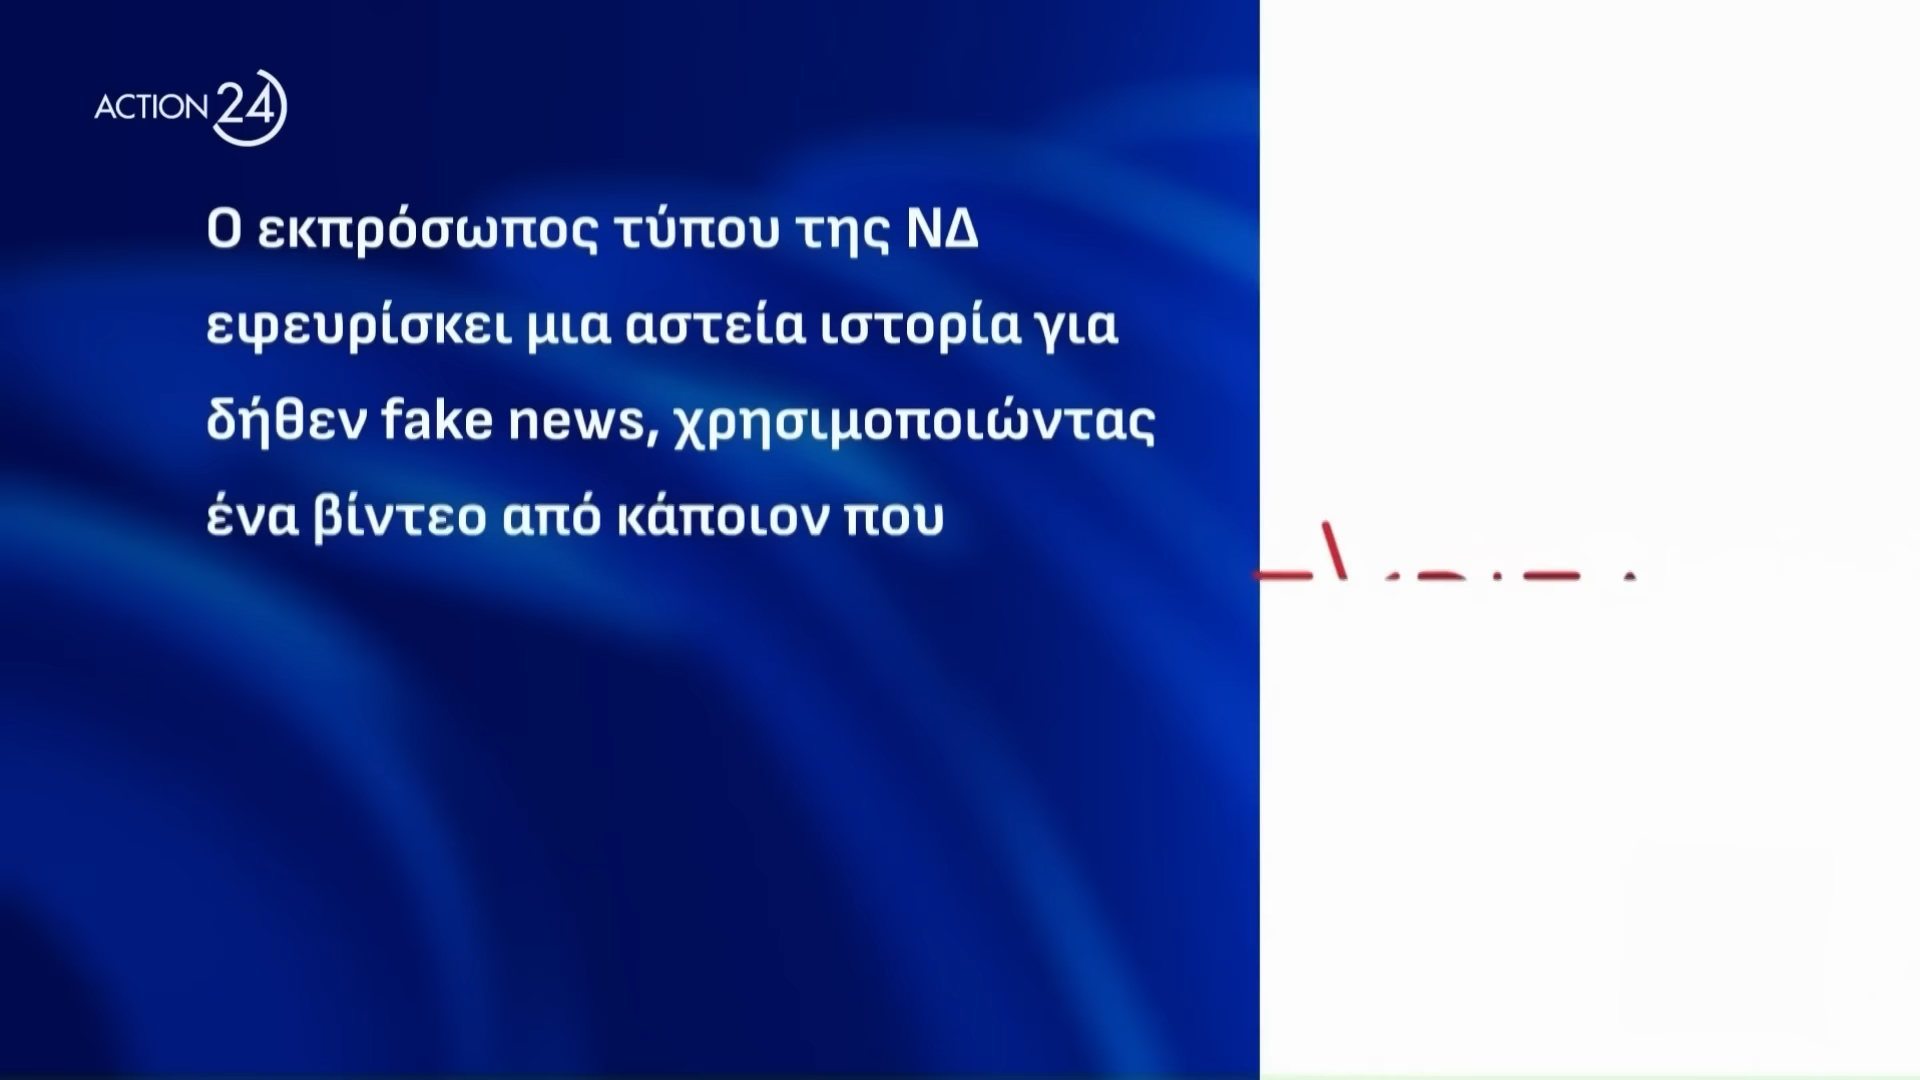 ACTION 24
Ο εκπρόσωπος τύπου της ΝΔ
εφευρίσκει μια αστεία ιστορία για
δήθεν fake news, χρησιμοποιώντας
ένα βίντεο από κάποιον που